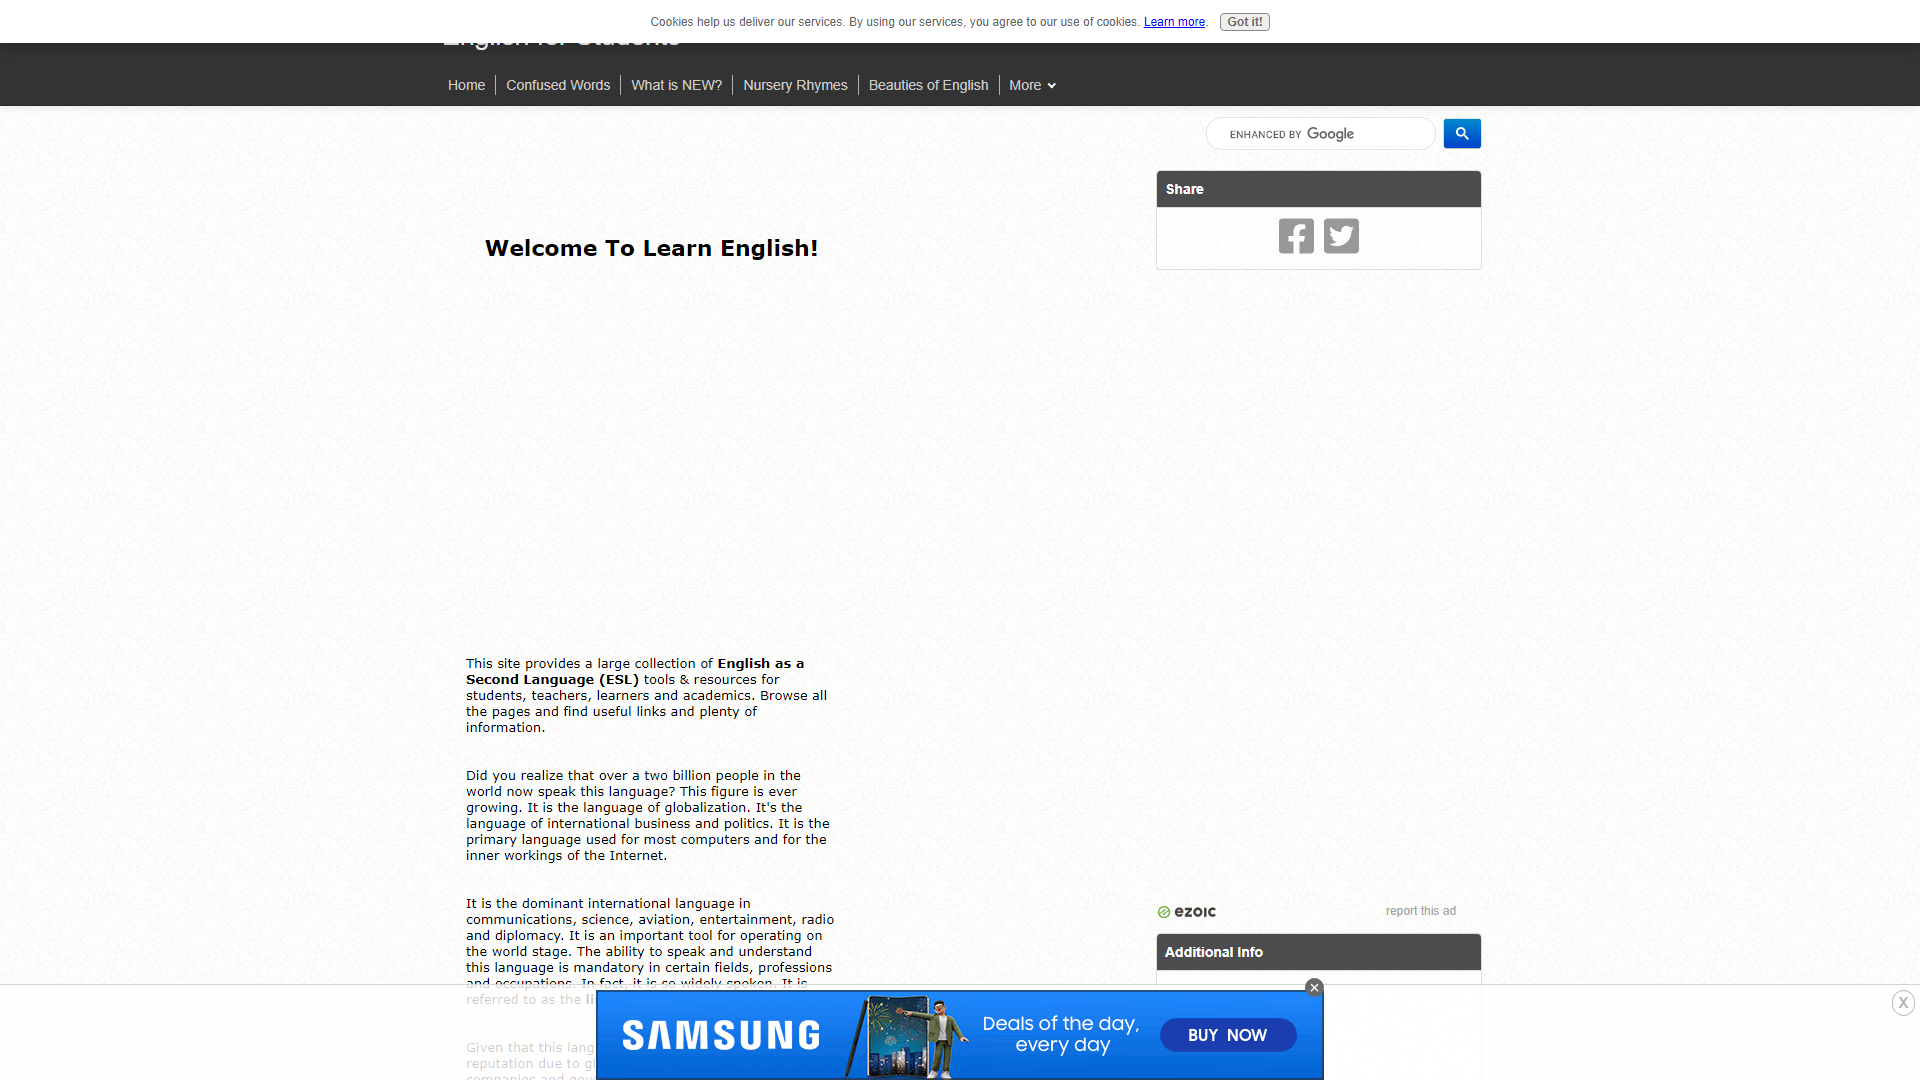 Cookies help us deliver our services. By using our services, you agree to our use of cookies. Learn more. Got it!
English for Students
Home
Confused Words
What is NEW?
Nursery Rhymes
Beauties of English
More
ENHANCED BY Google
Share
Welcome To Learn English!
This site provides a large collection of English as a
Second Language (ESL) tools & resources for
students, teachers, learners and academics. Browse all
the pages and find useful links and plenty of
information.
Did you realize that over a two billion people in the
world now speak this language? This figure is ever
growing. It is the language of globalization. It's the
language of international business and politics. It is the
primary language used for most computers and for the
inner workings of the Internet.
It is the dominant international language in
communications, science, aviation, entertainment, radio
and diplomacy. It is an important tool for operating on
the world stage. The ability to speak and understand
this language is mandatory in certain fields, professions
and occupations. In fact, it is so widely spoken. It is
referred to as the
Given that this lang
reputation due to
companies and
ezoic
report this ad
Additional Info
X
SAMSUNG
Deals of the day,
every day
BUY NOW